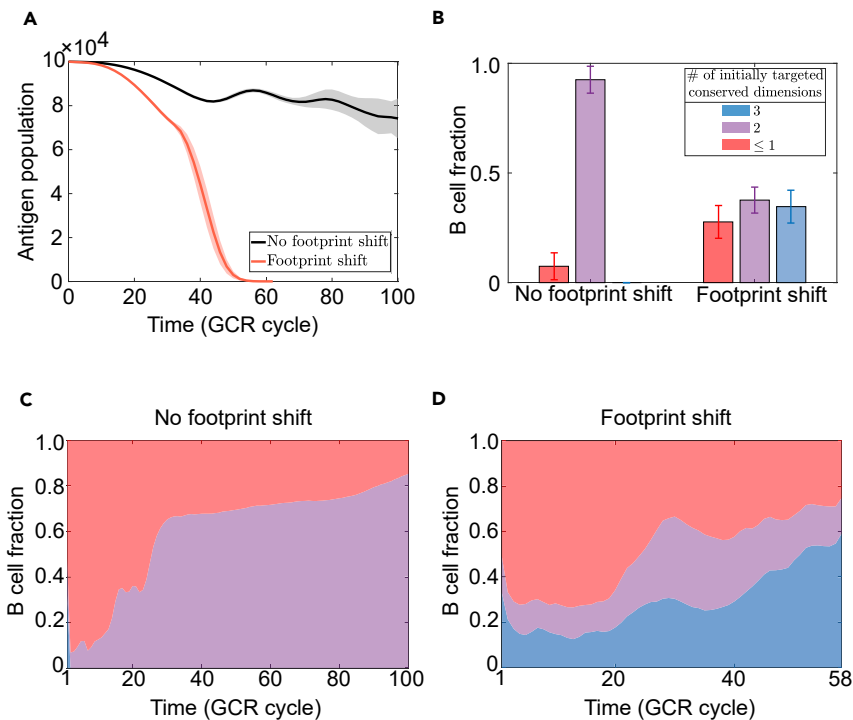 A
×10⁴
10
8
6
4
2
0
0 20 40 60 80 100
Antigen population
Time (GCR cycle)
No footprint shift
Footprint shift
B
1.0
0.5
0
B cell fraction
# of initially targeted
conserved dimensions
3
2
≤ 1
No footprint shift Footprint shift
C
No footprint shift
1.0
0.8
0.6
0.4
0.2
0
1 20 40 60 80 100
B cell fraction
Time (GCR cycle)
D
Footprint shift
1.0
0.8
0.6
0.4
0.2
0
1 20 40 58
B cell fraction
Time (GCR cycle)